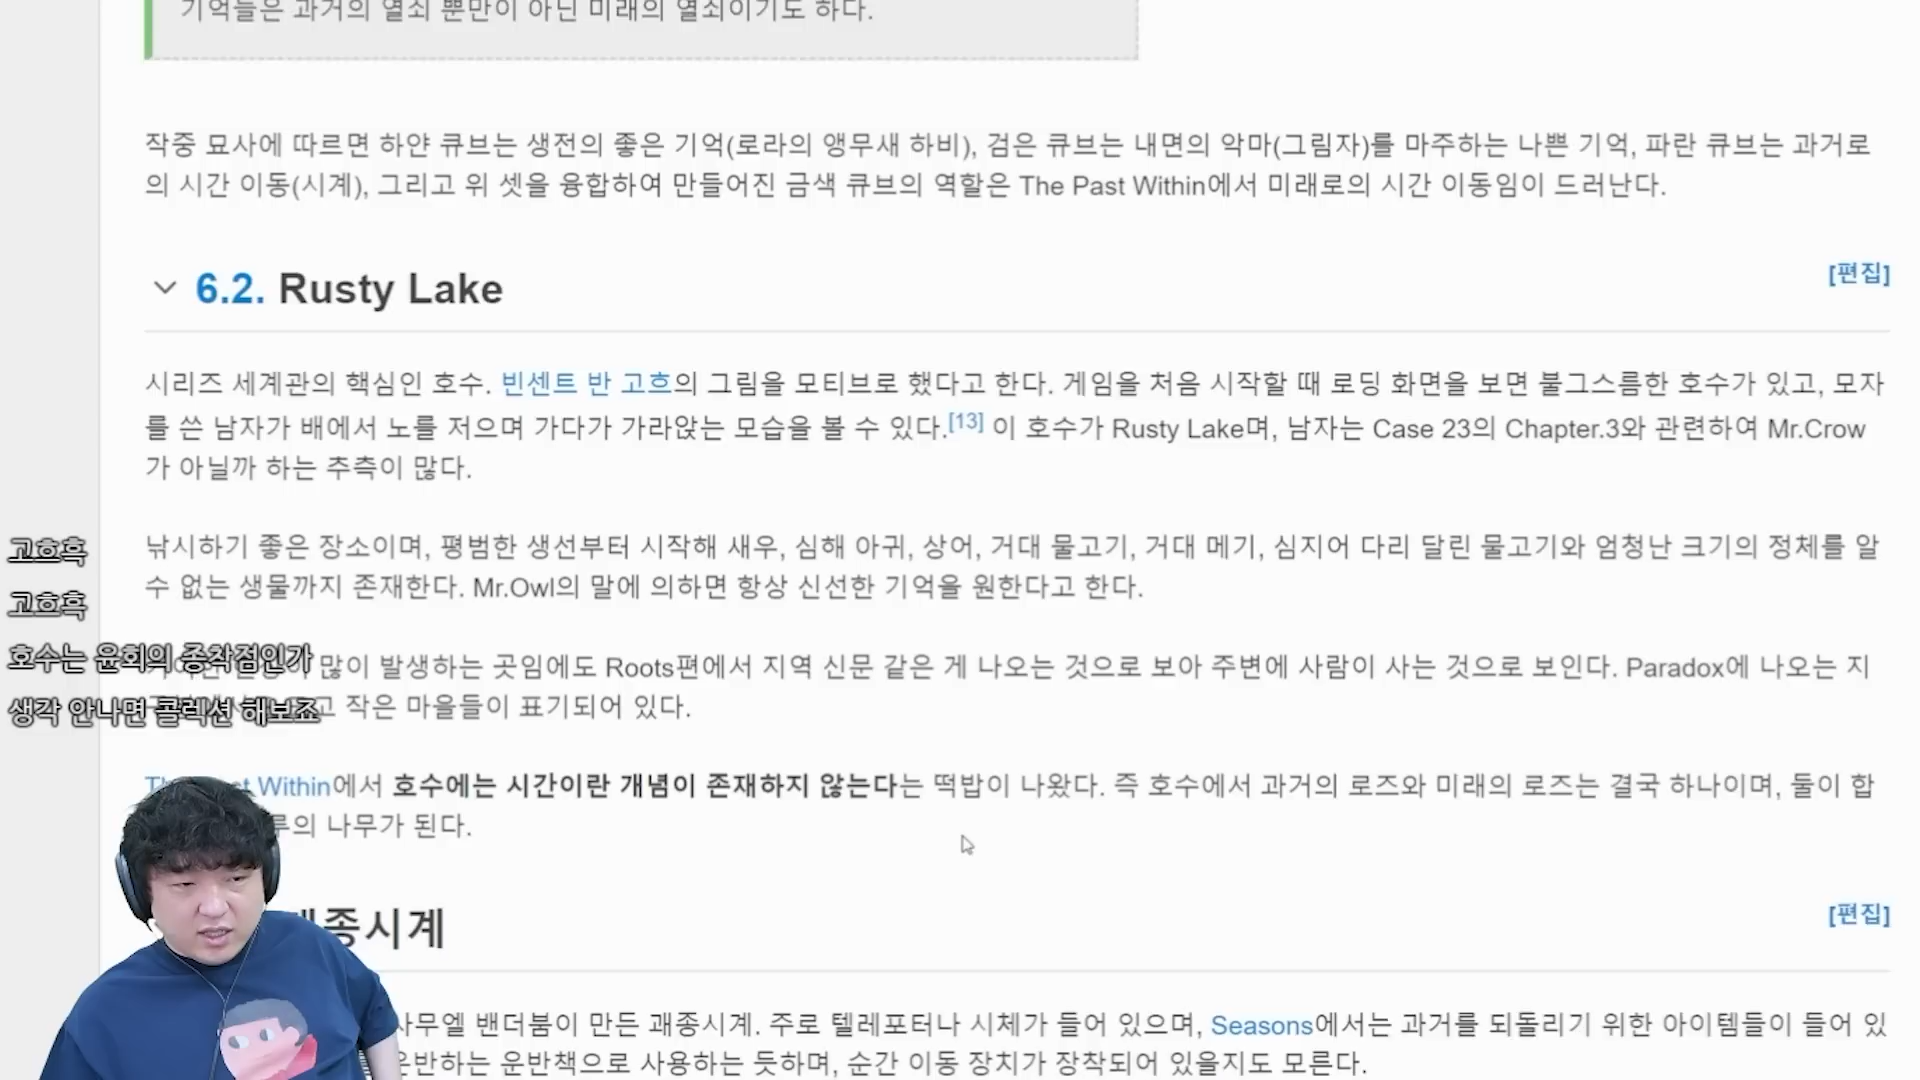 기억들은 과거의 열쇠 뿐만이 아닌 미래의 열쇠이기도 하다.
작중 묘사에 따르면 하얀 큐브는 생전의 좋은 기억(로라의 앵무새 하비), 검은 큐브는 내면의 악마(그림자)를 마주하는 나쁜 기억, 파란 큐브는 과거로
의 시간 이동(시계), 그리고 위 셋을 융합하여 만들어진 금색 큐브의 역할은 The Past Within에서 미래로의 시간 이동임이 드러난다.
6.2. Rusty Lake
[편집]
시리즈 세계관의 핵심인 호수. 빈센트 반 고흐의 그림을 모티브로 했다고 한다. 게임을 처음 시작할 때 로딩 화면을 보면 불그스름한 호수가 있고, 모자
를 쓴 남자가 배에서 노를 저으며 가다가 가라앉는 모습을 볼 수 있다.[13] 이 호수가 Rusty Lake며, 남자는 Case 23의 Chapter.3와 관련하여 Mr.Crow
가 아닐까 하는 추측이 많다.
고흐흑
낚시하기 좋은 장소이며, 평범한 생선부터 시작해 새우, 심해 아귀, 상어, 거대 물고기, 거대 메기, 심지어 다리 달린 물고기와 엄청난 크기의 정체를 알
수 없는 생물까지 존재한다. Mr.Owl의 말에 의하면 항상 신선한 기억을 원한다고 한다.
고흐흑
호수는 윤회의 종착점인가
많이 발생하는 곳임에도 Roots편에서 지역 신문 같은 게 나오는 것으로 보아 주변에 사람이 사는 것으로 보인다. Paradox에 나오는 지
생각 안나면 콜렉션 해보죠
작은 마을들이 표기되어 있다.
Within에서 호수에는 시간이란 개념이 존재하지 않는다는 떡밥이 나왔다. 즉 호수에서 과거의 로즈와 미래의 로즈는 결국 하나이며, 둘이 합
루의 나무가 된다.
괘종시계
[편집]
사무엘 밴더붐이 만든 괘종시계. 주로 텔레포터나 시체가 들어 있으며, Seasons에서는 과거를 되돌리기 위한 아이템들이 들어 있
운반하는 운반책으로 사용하는 듯하며, 순간 이동 장치가 장착되어 있을지도 모른다.